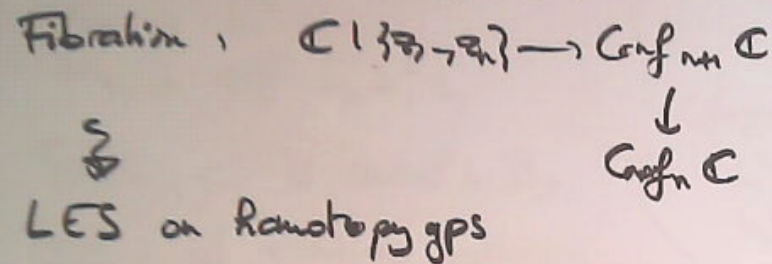 Fibration, ℂ \ {z₁, ‒, zₙ} ⟶ Confₙ₊₁ ℂ
↓
Confₙ ℂ
LES on Homotopy gps